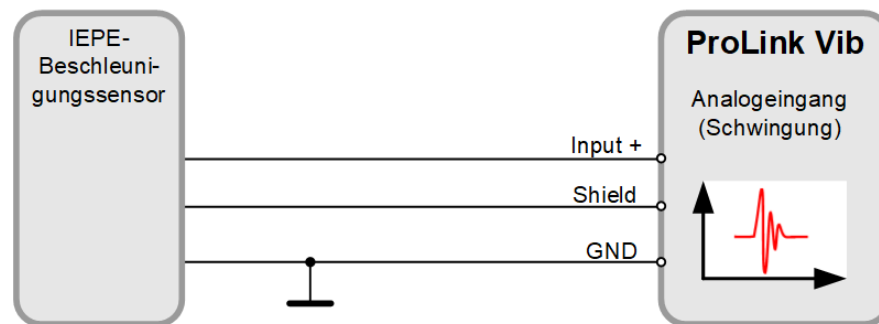 IEPE-
Beschleuni-
gungssensor
ProLink Vib
Analogeingang
(Schwingung)
Input +
Shield
GND